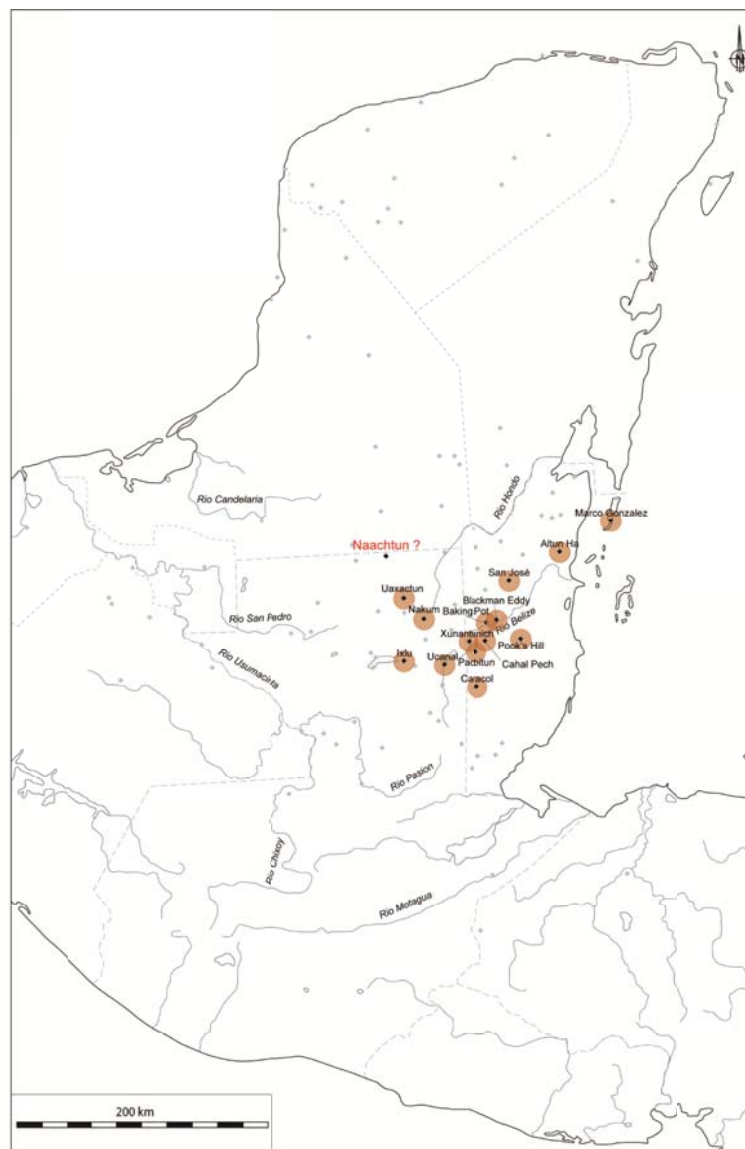 N
Rio Candelaria
Rio Hondo
Marco Gonzalez
Naachtun ?
Altun Ha
San José
Uaxactun
Blackman Eddy
Nakum
Baking Pot
Rio San Pedro
Rio Belize
Xunantinich
Pook's Hill
Rio Usumacinta
Ixlu
Ucanal
Pacbitun
Cahal Pech
Caracol
Rio Pasion
Rio Chixoy
Rio Motagua
200 km